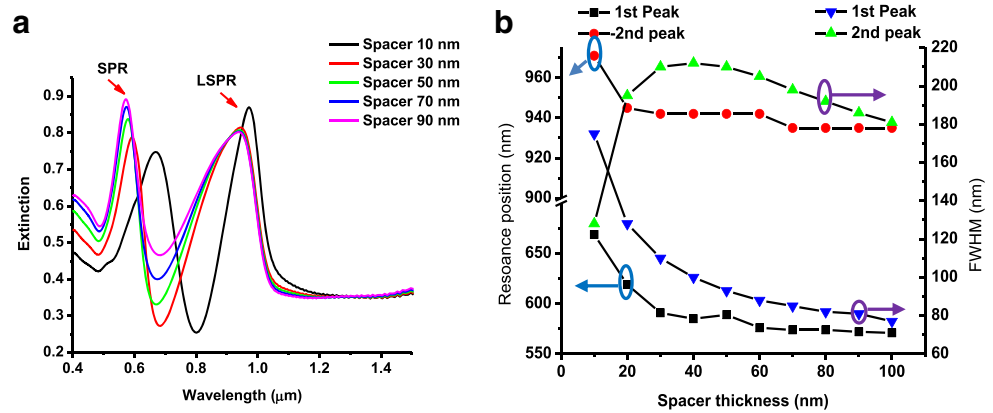 a
Spacer 10 nm
Spacer 30 nm
Spacer 50 nm
Spacer 70 nm
Spacer 90 nm
SPR
LSPR
0.9
0.8
0.7
0.6
0.5
0.4
0.3
0.2
Extinction
0.4 0.6 0.8 1.0 1.2 1.4
Wavelength (μm)
b
1st Peak
-2nd peak
1st Peak
2nd peak
960
940
920
900
650
600
550
Resoance position (nm)
220
200
180
160
140
120
100
80
60
FWHM (nm)
0 20 40 60 80 100
Spacer thickness (nm)